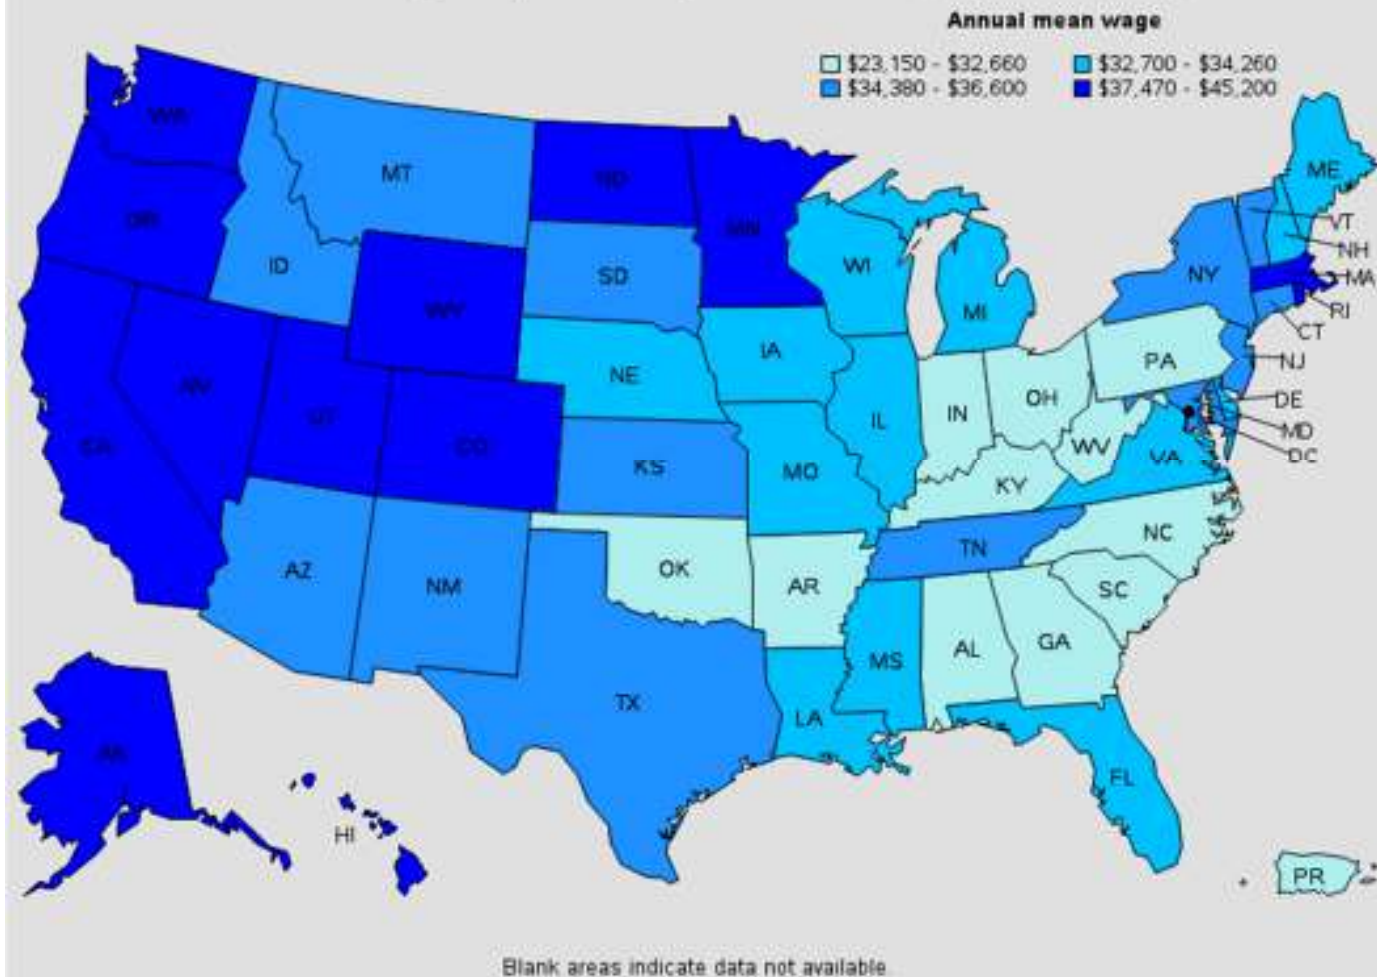 Annual mean wage
$23,150 - $32,660 $32,700 - $34,260
$34,380 - $36,600 $37,470 - $45,200
WA
MT
ND
MN
ME
OR
ID
SD
WI
VT
NH
NY
MA
WY
MI
RI
CT
IA
NE
PA
NJ
NV
UT
CO
IL
IN
OH
DE
MD
CA
KS
MO
WV
VA
DC
KY
NC
TN
AZ
NM
OK
AR
SC
MS
AL
GA
TX
LA
FL
AK
HI
PR
Blank areas indicate data not available